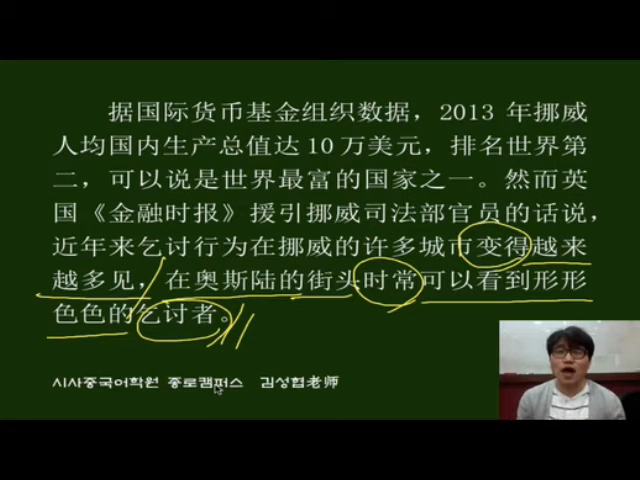 据国际货币基金组织数据，2013 年挪威
人均国内生产总值达 10 万美元，排名世界第
二，可以说是世界最富的国家之一。然而英
国《金融时报》援引挪威司法部官员的话说，
近年来乞讨行为在挪威的许多城市变得越来
越多见，在奥斯陆的街头时常可以看到形形
色色的乞讨者。
시사중국어학원 종로캠퍼스 김성협老师